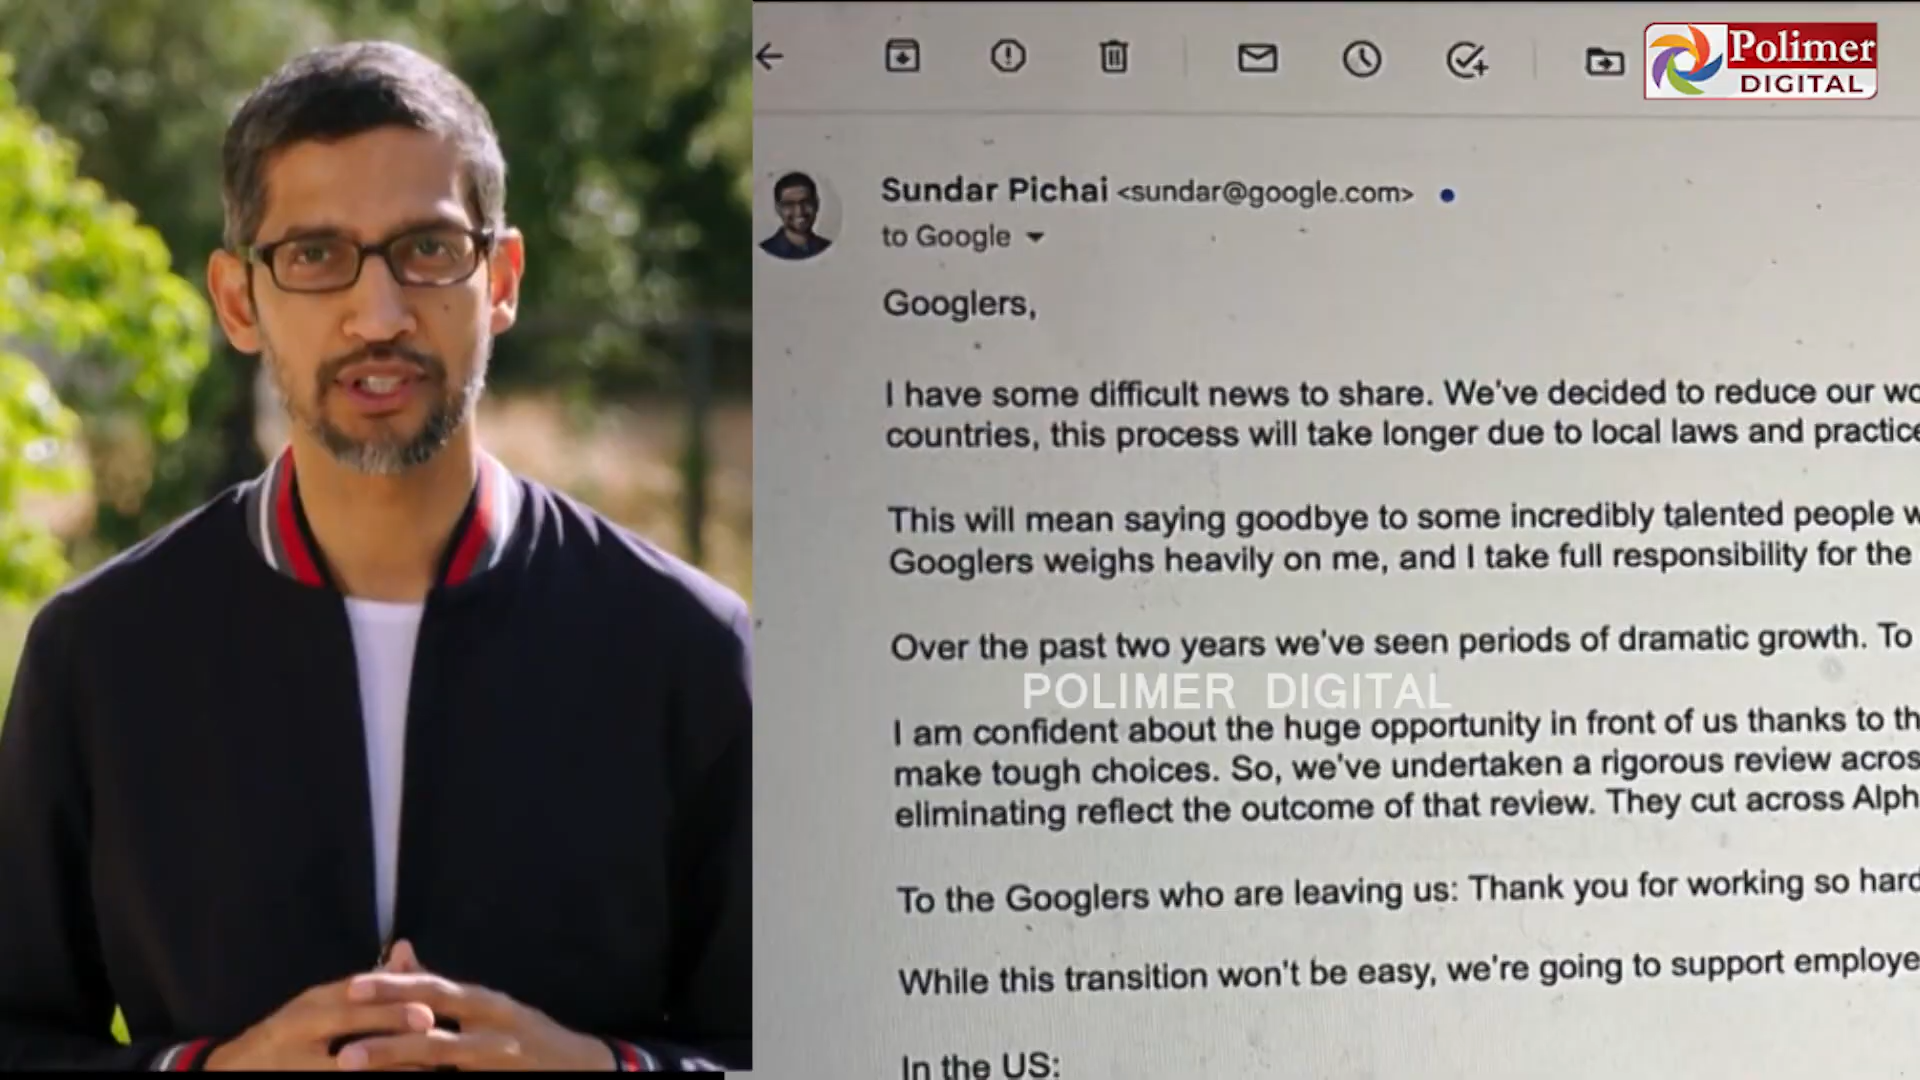 Polimer
DIGITAL
Sundar Pichai <sundar@google.com>
to Google
Googlers,
I have some difficult news to share. We've decided to reduce our
countries, this process will take longer due to local laws and
This will mean saying goodbye to some incredibly talented people
Googlers weighs heavily on me, and I take full responsibility for the
Over the past two years we've seen periods of dramatic growth. To
POLIMER DIGITAL
I am confident about the huge opportunity in front of us thanks to
make tough choices. So, we've undertaken a rigorous review
eliminating reflect the outcome of that review. They cut across
To the Googlers who are leaving us: Thank you for working so hard
While this transition won't be easy, we're going to support
In the US: